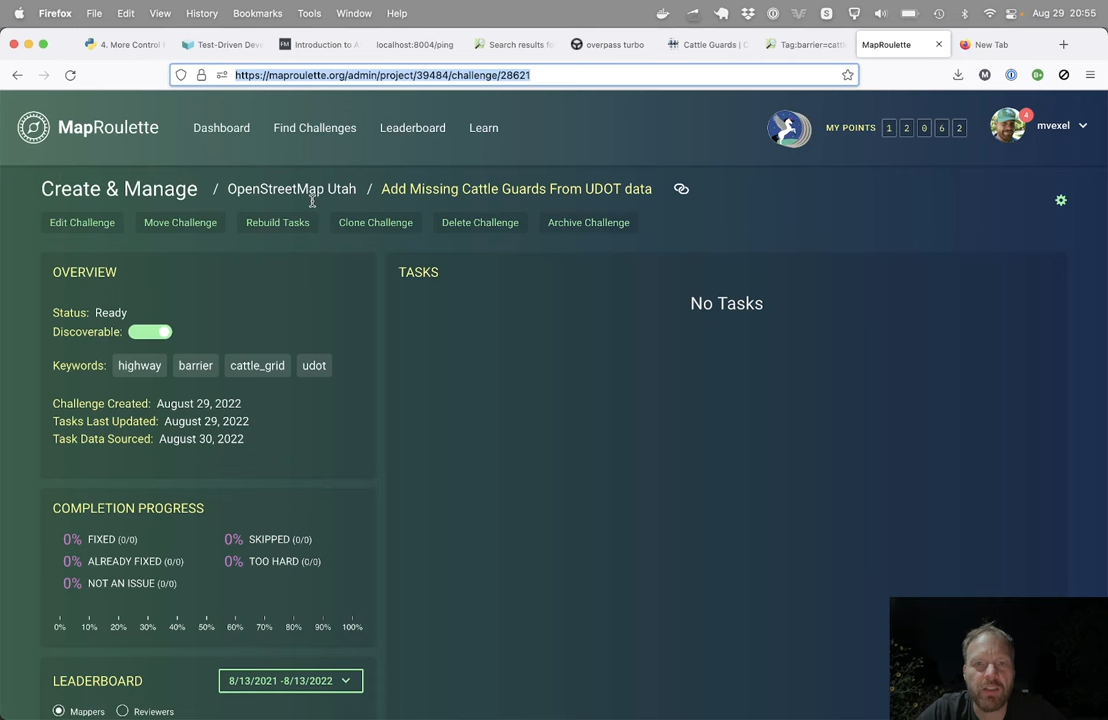 Firefox File Edit View History Bookmarks Tools Window Help Aug 29 20:55
4. More Control Test-Driven Deve Introduction to A localhost:8004/ping Search results fo overpass turbo Cattle Guards | O Tag:barrier=cattl MapRoulette New Tab
https://maproulette.org/admin/project/39484/challenge/28621
MapRoulette Dashboard Find Challenges Leaderboard Learn MY POINTS 1 2 0 6 2 4 mvexel
Create & Manage / OpenStreetMap Utah / Add Missing Cattle Guards From UDOT data
Edit Challenge Move Challenge Rebuild Tasks Clone Challenge Delete Challenge Archive Challenge
OVERVIEW
Status: Ready
Discoverable:
Keywords: highway barrier cattle_grid udot
Challenge Created: August 29, 2022
Tasks Last Updated: August 29, 2022
Task Data Sourced: August 30, 2022
TASKS
No Tasks
COMPLETION PROGRESS
0% FIXED (0/0) 0% SKIPPED (0/0)
0% ALREADY FIXED (0/0) 0% TOO HARD (0/0)
0% NOT AN ISSUE (0/0)
0% 10% 20% 30% 40% 50% 60% 70% 80% 90% 100%
LEADERBOARD 8/13/2021 -8/13/2022
Mappers Reviewers